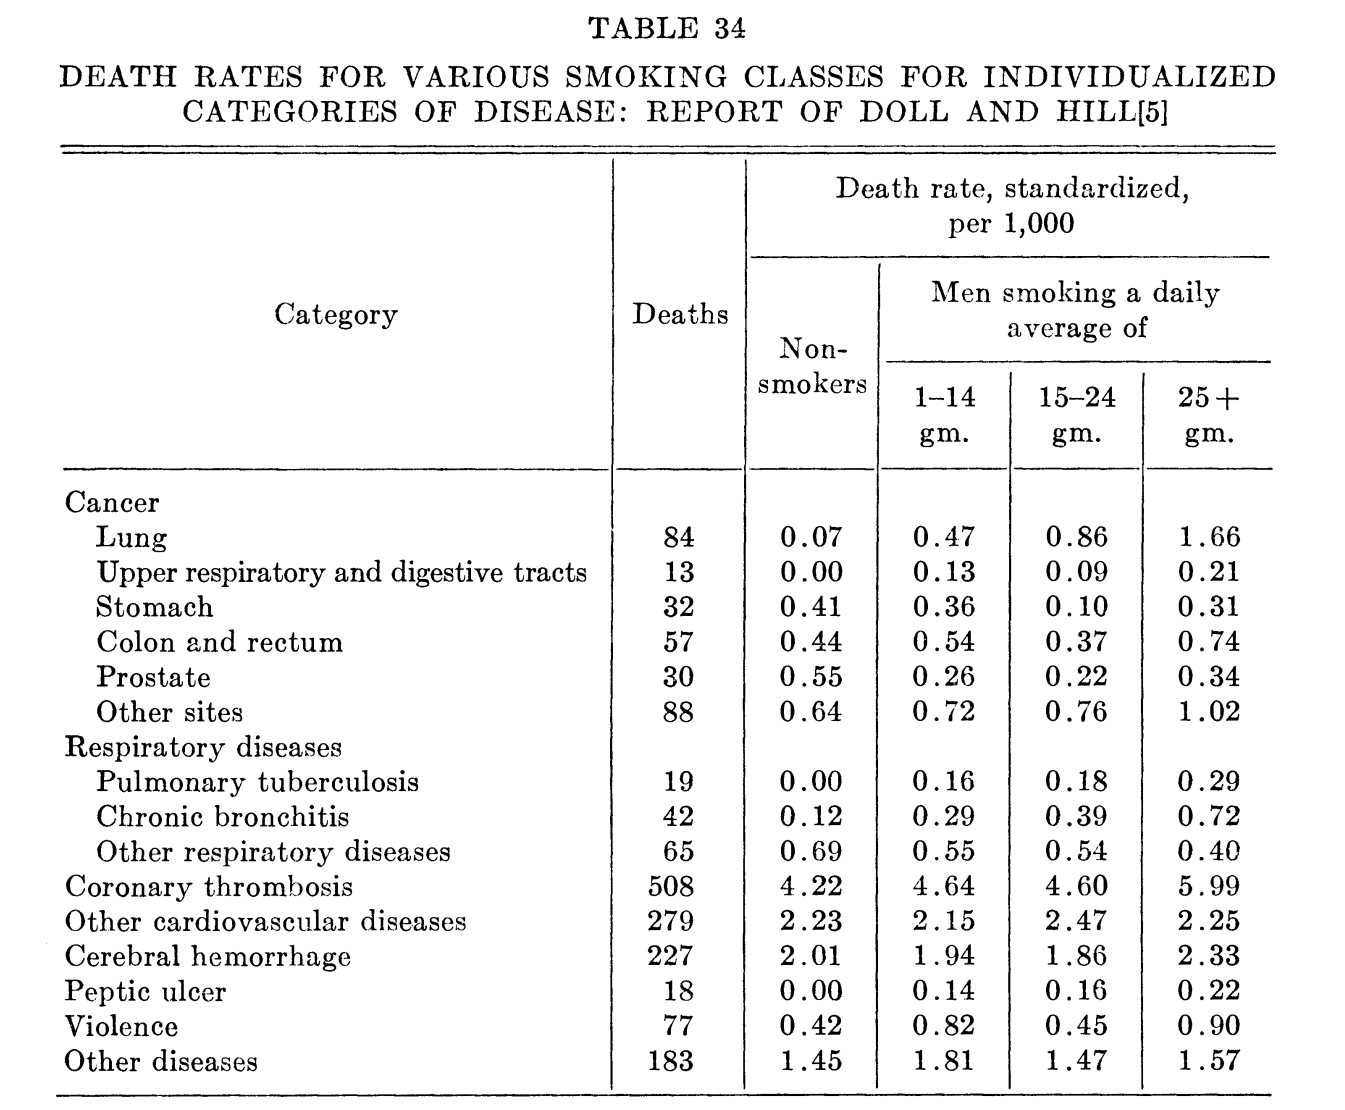 TABLE 34
DEATH RATES FOR VARIOUS SMOKING CLASSES FOR INDIVIDUALIZED
CATEGORIES OF DISEASE: REPORT OF DOLL AND HILL[5]
Death rate, standardized,
per 1,000
Category Deaths Men smoking a daily
average of
Non-
smokers
1–14 15–24 25+
gm. gm. gm.
Cancer
Lung 84 0.07 0.47 0.86 1.66
Upper respiratory and digestive tracts 13 0.00 0.13 0.09 0.21
Stomach 32 0.41 0.36 0.10 0.31
Colon and rectum 57 0.44 0.54 0.37 0.74
Prostate 30 0.55 0.26 0.22 0.34
Other sites 88 0.64 0.72 0.76 1.02
Respiratory diseases
Pulmonary tuberculosis 19 0.00 0.16 0.18 0.29
Chronic bronchitis 42 0.12 0.29 0.39 0.72
Other respiratory diseases 65 0.69 0.55 0.54 0.40
Coronary thrombosis 508 4.22 4.64 4.60 5.99
Other cardiovascular diseases 279 2.23 2.15 2.47 2.25
Cerebral hemorrhage 227 2.01 1.94 1.86 2.33
Peptic ulcer 18 0.00 0.14 0.16 0.22
Violence 77 0.42 0.82 0.45 0.90
Other diseases 183 1.45 1.81 1.47 1.57